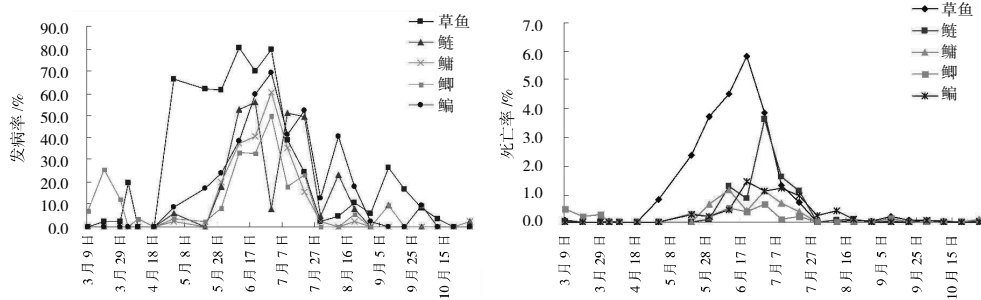 发病率/%
90.0
80.0
70.0
60.0
50.0
40.0
30.0
20.0
10.0
0.0
草鱼
鲢
鳙
鲫
鳊
3月9日
3月29日
4月18日
5月8日
5月28日
6月17日
7月7日
7月27日
8月16日
9月5日
9月25日
10月15日
死亡率/%
7.0
6.0
5.0
4.0
3.0
2.0
1.0
0.0
草鱼
鲢
鳙
鲫
鳊
3月9日
3月29日
4月18日
5月8日
5月28日
6月17日
7月7日
7月27日
8月16日
9月5日
9月25日
10月15日